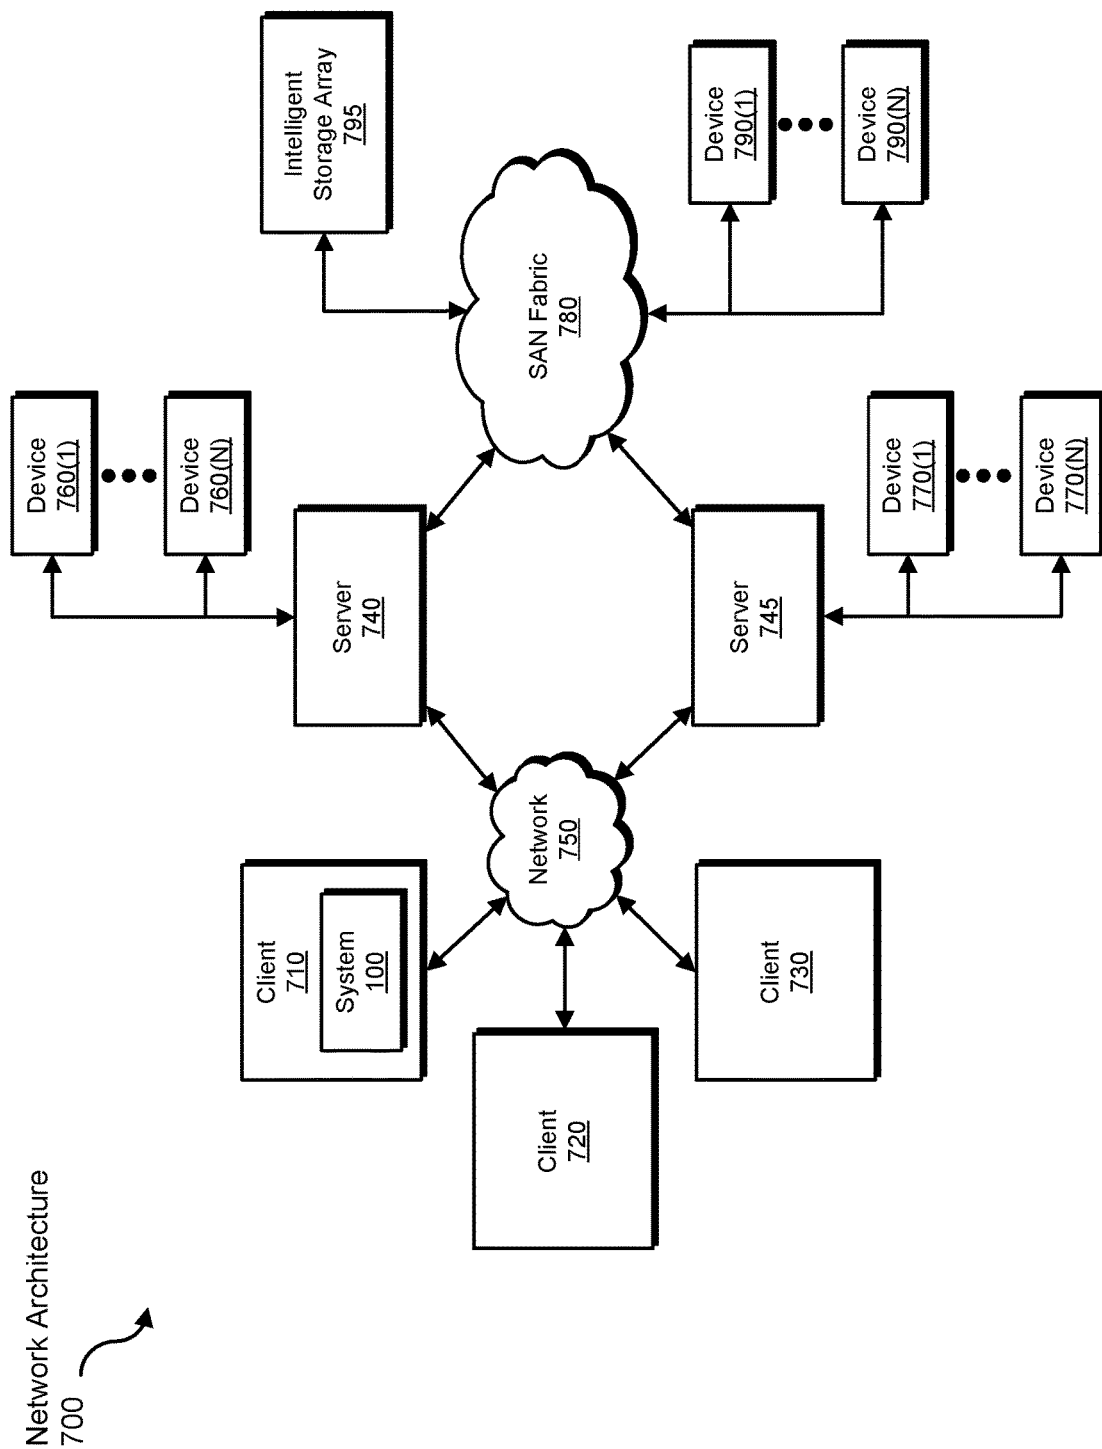 Network Architecture
700
Client
710
System
100
Client
720
Client
730
Network
750
Server
740
Server
745
Device
760(1)
Device
760(N)
Device
770(1)
Device
770(N)
SAN Fabric
780
Intelligent
Storage Array
795
Device
790(1)
Device
790(N)